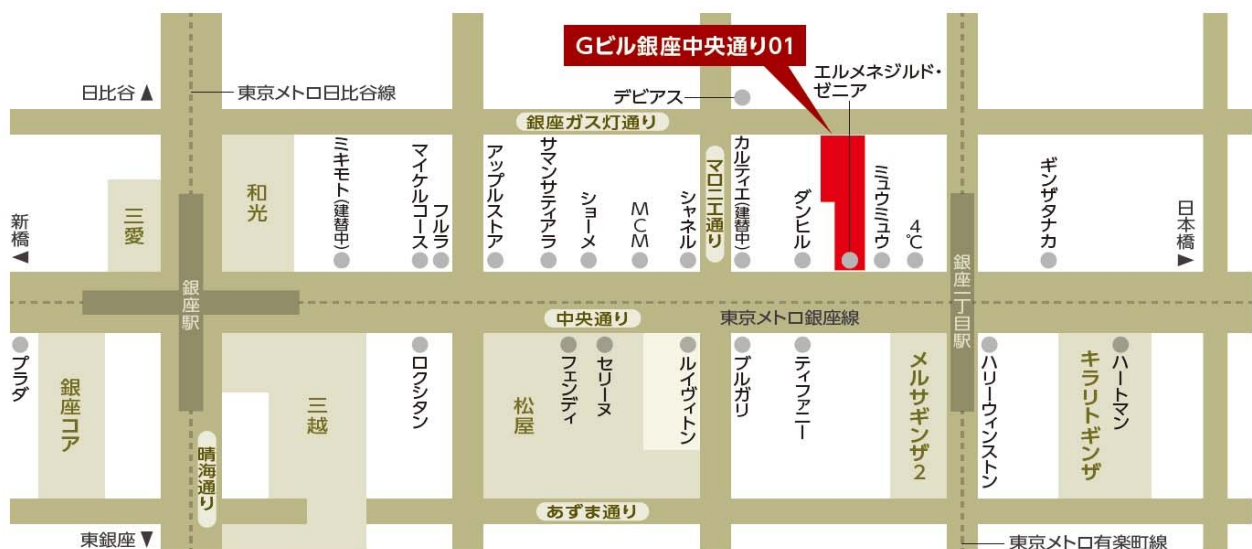 Gビル銀座中央通り01
エルメネジルド・
ゼニア
日比谷▲
東京メトロ日比谷線
デビアス
銀座ガス灯通り
新橋
◀
三愛
和光
ミキモト(建替中)
マイケルコース
フルラ
アップルストア
サマンサティアラ
ショーメ
MCM
シャネル
マロニエ通り
カルティエ(建替中)
ダンヒル
ミュウミュウ
4℃
ギンザタナカ
日本橋
▶
銀座駅
中央通り
東京メトロ銀座線
銀座一丁目駅
プラダ
銀座コア
三越
ロクシタン
松屋
フェンディ
セリーヌ
ルイヴィトン
ブルガリ
ティファニー
メルサギンザ2
ハリーウィンストン
キラリトギンザ
ハートマン
晴海通り
あずま通り
東銀座▼
東京メトロ有楽町線